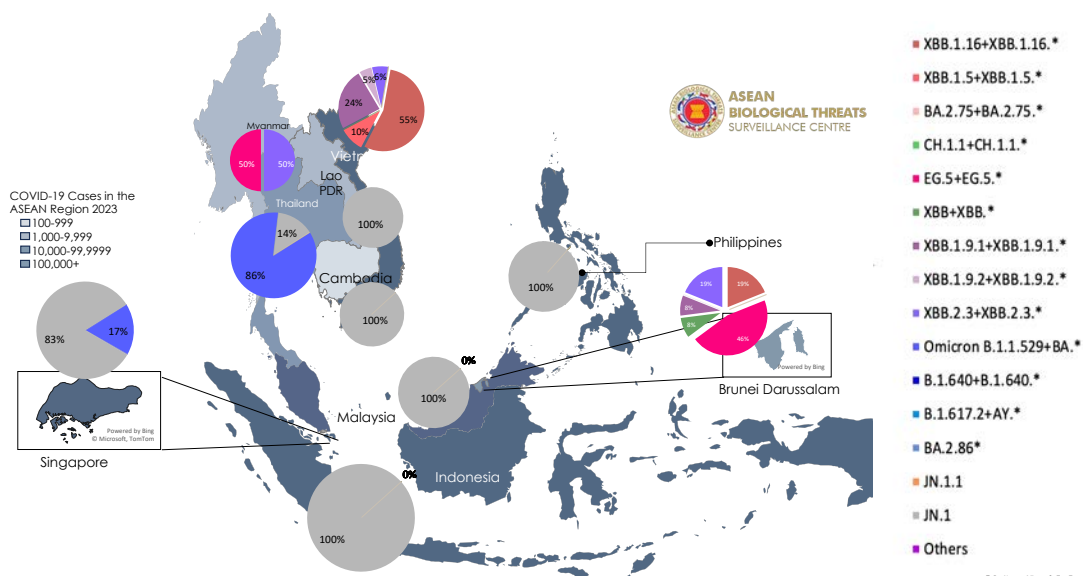 ASEAN
BIOLOGICAL THREATS
SURVEILLANCE CENTRE
COVID-19 Cases in the
ASEAN Region 2023
100-999
1,000-9,999
10,000-99,9999
100,000+
5%
6%
24%
55%
10%
Vietn
Myanmar
50%
50%
Lao
PDR
Thailand
100%
14%
86%
Cambodia
100%
Philippines
100%
19%
19%
8%
8%
46%
Powered by Bing
Brunei Darussalam
83%
17%
Powered by Bing
© Microsoft, TomTom
Singapore
0%
100%
Malaysia
0%
Indonesia
100%
XBB.1.16+XBB.1.16.*
XBB.1.5+XBB.1.5.*
BA.2.75+BA.2.75.*
CH.1.1+CH.1.1.*
EG.5+EG.5.*
XBB+XBB.*
XBB.1.9.1+XBB.1.9.1.*
XBB.1.9.2+XBB.1.9.2.*
XBB.2.3+XBB.2.3.*
Omicron B.1.1.529+BA.*
B.1.640+B.1.640.*
B.1.617.2+AY.*
BA.2.86*
JN.1.1
JN.1
Others